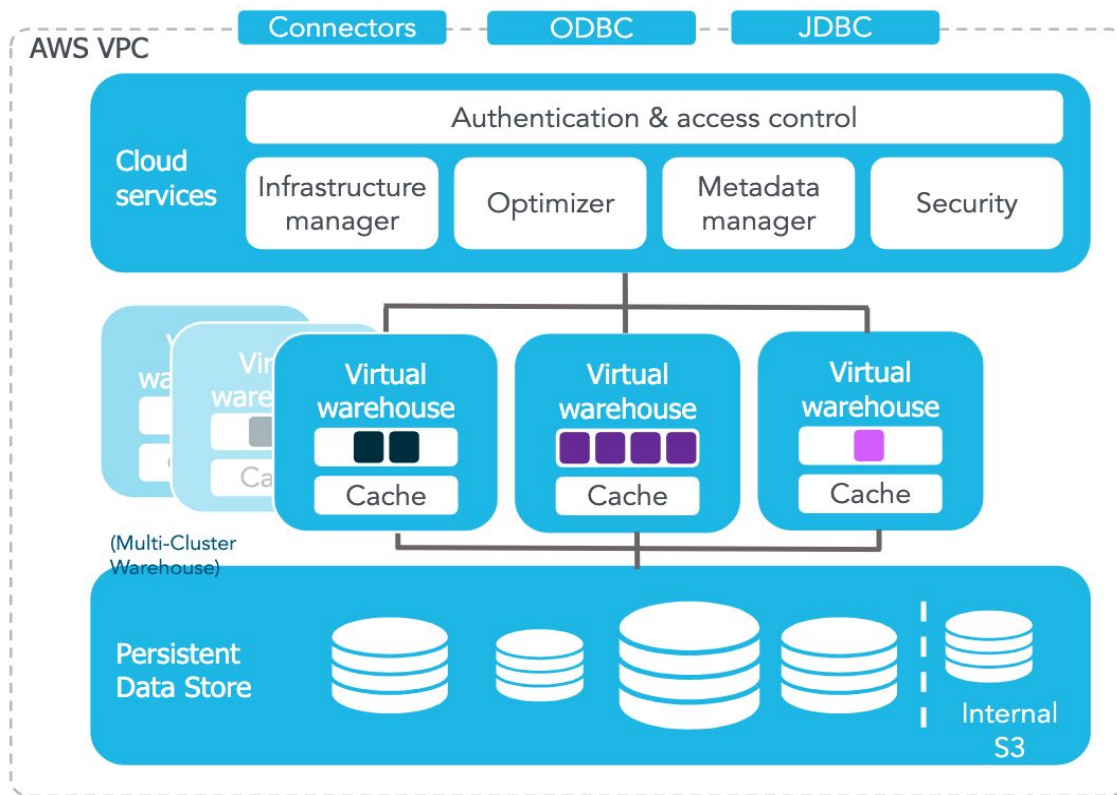 Connectors
ODBC
JDBC
AWS VPC
Authentication & access control
Cloud
services
Infrastructure
manager
Optimizer
Metadata
manager
Security
Virtual
warehouse
Cache
Virtual
warehouse
Cache
Virtual
warehouse
Cache
(Multi-Cluster
Warehouse)
Persistent
Data Store
Internal
S3